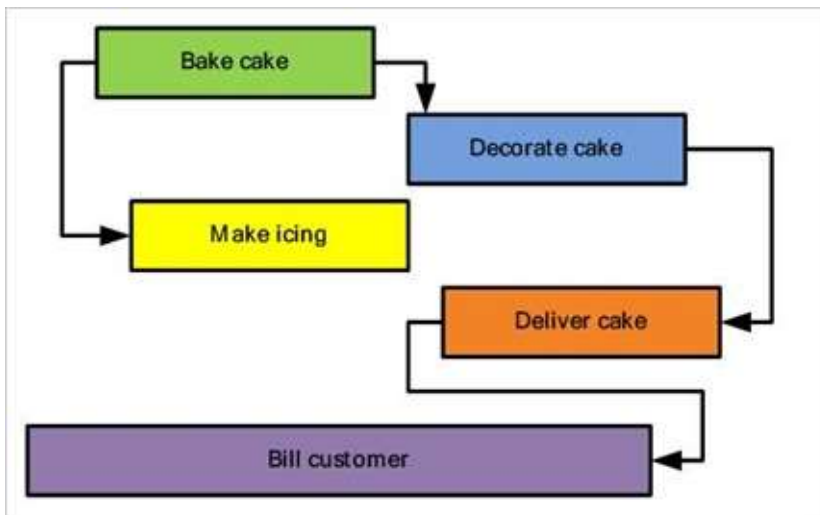 Bake cake
Decorate cake
Make icing
Deliver cake
Bill customer